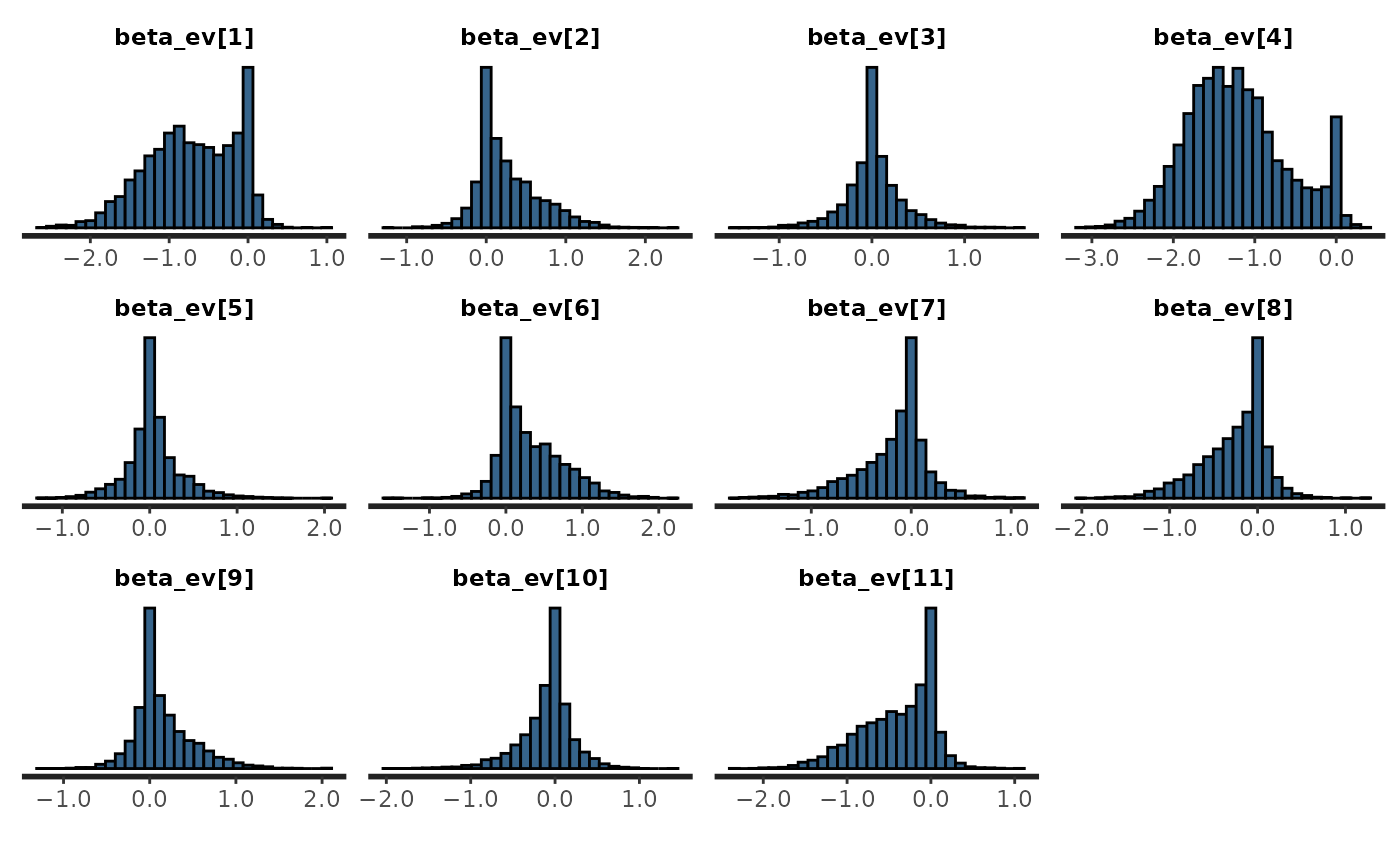 beta_ev[1] beta_ev[2] beta_ev[3] beta_ev[4]
−2.0 −1.0 0.0 1.0 −1.0 0.0 1.0 2.0 −1.0 0.0 1.0 −3.0 −2.0 −1.0 0.0
beta_ev[5] beta_ev[6] beta_ev[7] beta_ev[8]
−1.0 0.0 1.0 2.0 −1.0 0.0 1.0 2.0 −1.0 0.0 1.0 −2.0 −1.0 0.0 1.0
beta_ev[9] beta_ev[10] beta_ev[11]
−1.0 0.0 1.0 2.0 −2.0 −1.0 0.0 1.0 −2.0 −1.0 0.0 1.0